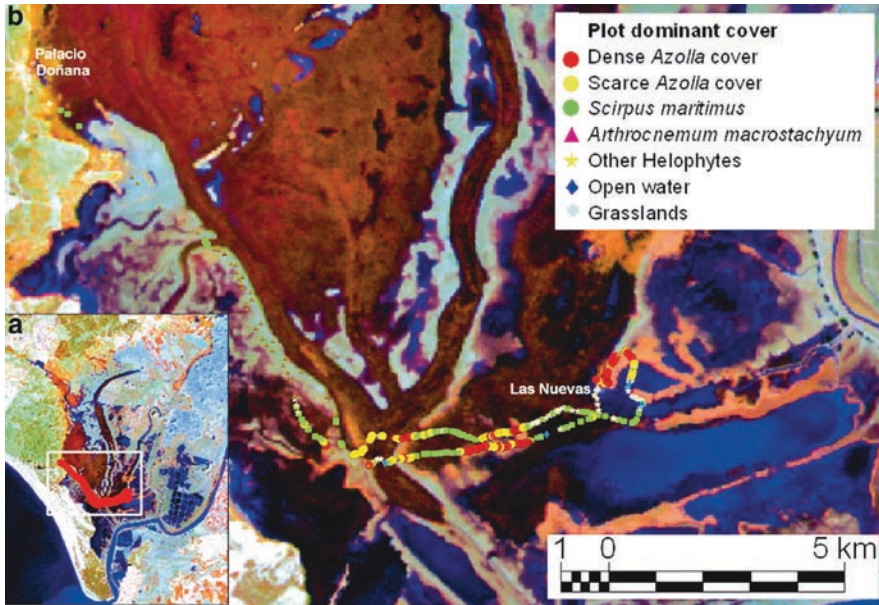 b
Palacio
Doñana
Plot dominant cover
Dense Azolla cover
Scarce Azolla cover
Scirpus maritimus
Arthrocnemum macrostachyum
Other Helophytes
Open water
Grasslands
a
Las Nuevas
1 0 5 km